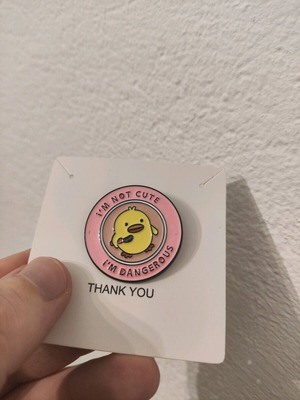 I'M NOT CUTE
I'M DANGEROUS
THANK YOU